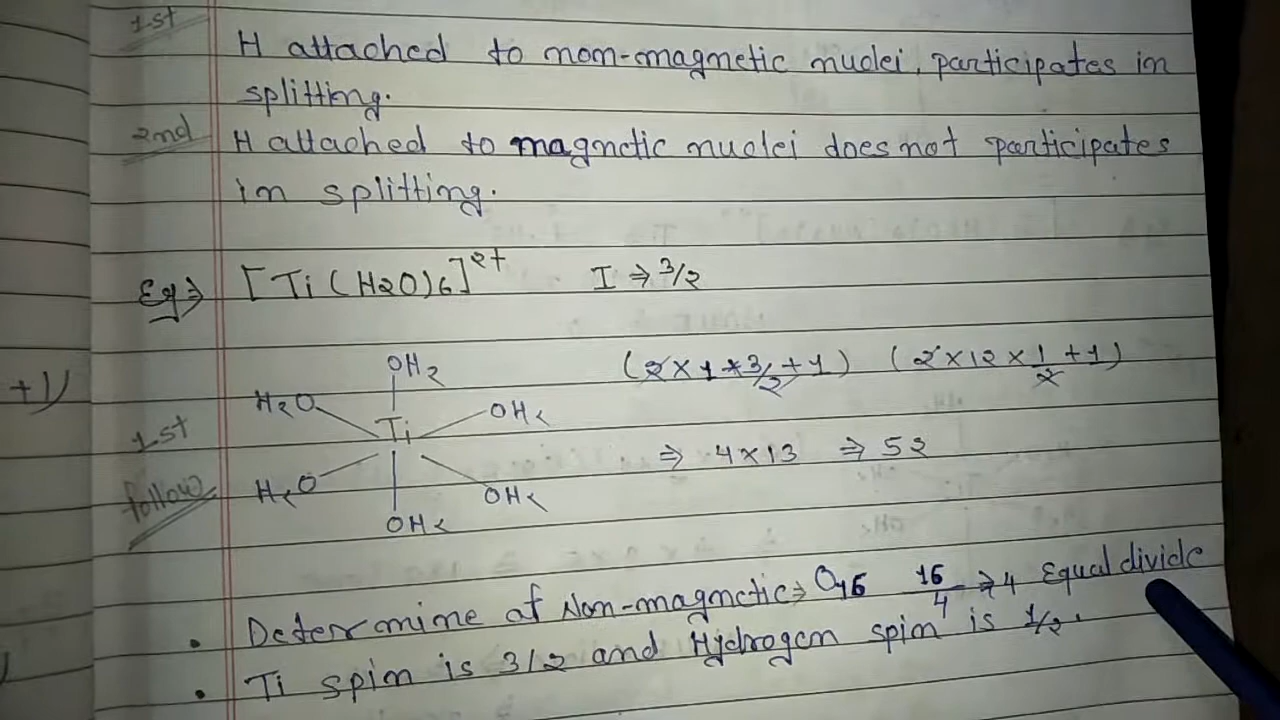 1st
H attached to non-magnetic nuclei, participates in
splitting.
2nd H attached to magnetic nuclei does not participates
in splitting.
Eg⇒ [Ti(H2O)6]2+ I ⇒ 3/2
+1)
OH2
(2×1×3/2+1) (2×12×1/2+1)
H2O OH2
Ti
1st
⇒ 4×13 ⇒ 52
follow H2O OH2
OH2
• Determine of Non-magnetic⇒ O16 16/4 ⇒ 4 Equal divide
• Ti spin is 3/2 and Hydrogen spin is 1/2.